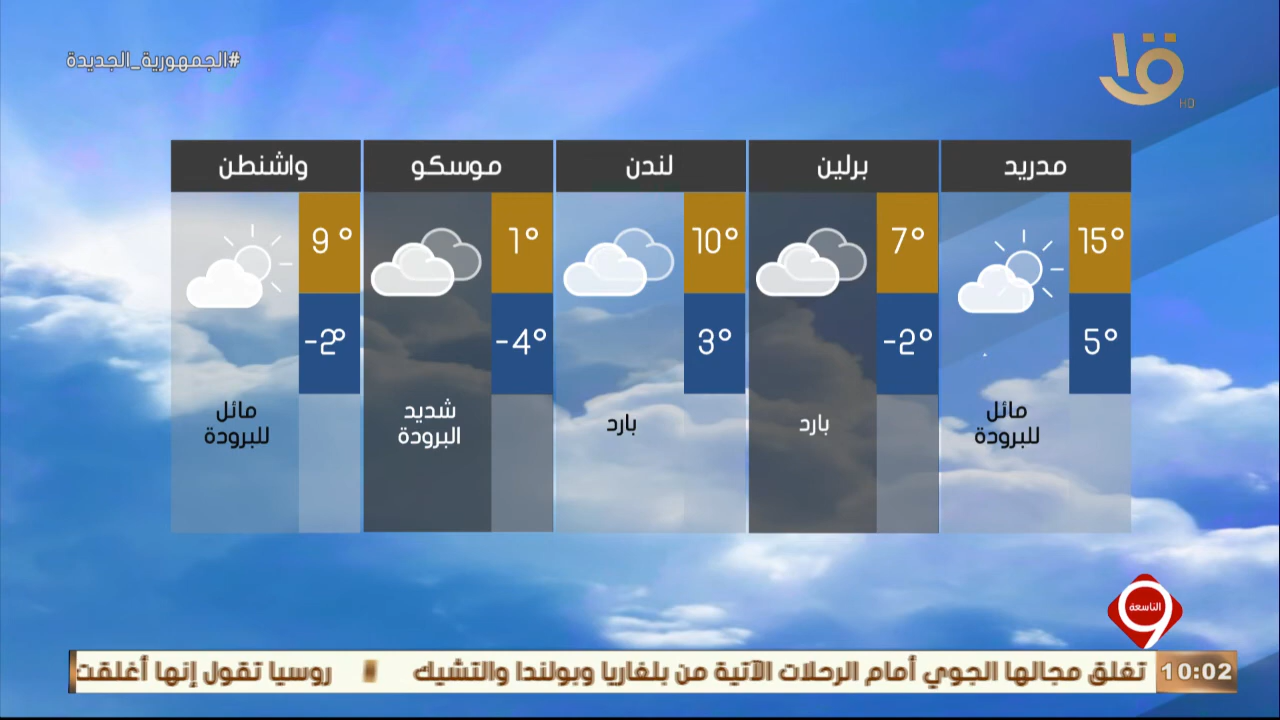 #الجمهورية_الجديدة
HD
مدريد
15°
5°
مائل
للبرودة
برلين
7°
-2°
بارد
لندن
10°
3°
بارد
موسكو
1°
-4°
شديد
البرودة
واشنطن
9°
-2°
مائل
للبرودة
التاسعة
9
10:02
تغلق مجالها الجوي أمام الرحلات الآتية من بلغاريا وبولندا والتشيك
روسيا تقول إنها أغلقت